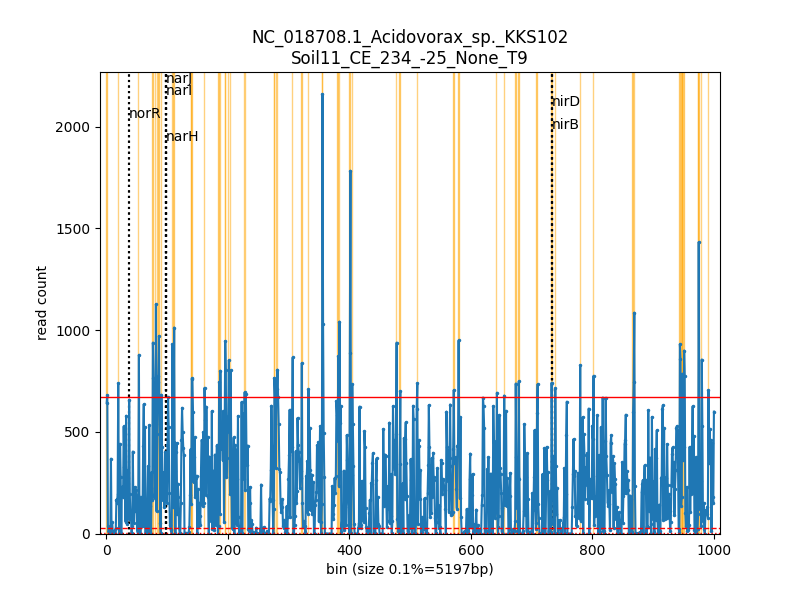 NC_018708.1_Acidovorax_sp._KKS102
Soil11_CE_234_-25_None_T9
narI
norR
narH
nirD
nirB
read count
2000
1500
1000
500
0
0
200
400
600
800
1000
bin (size 0.1%=5197bp)